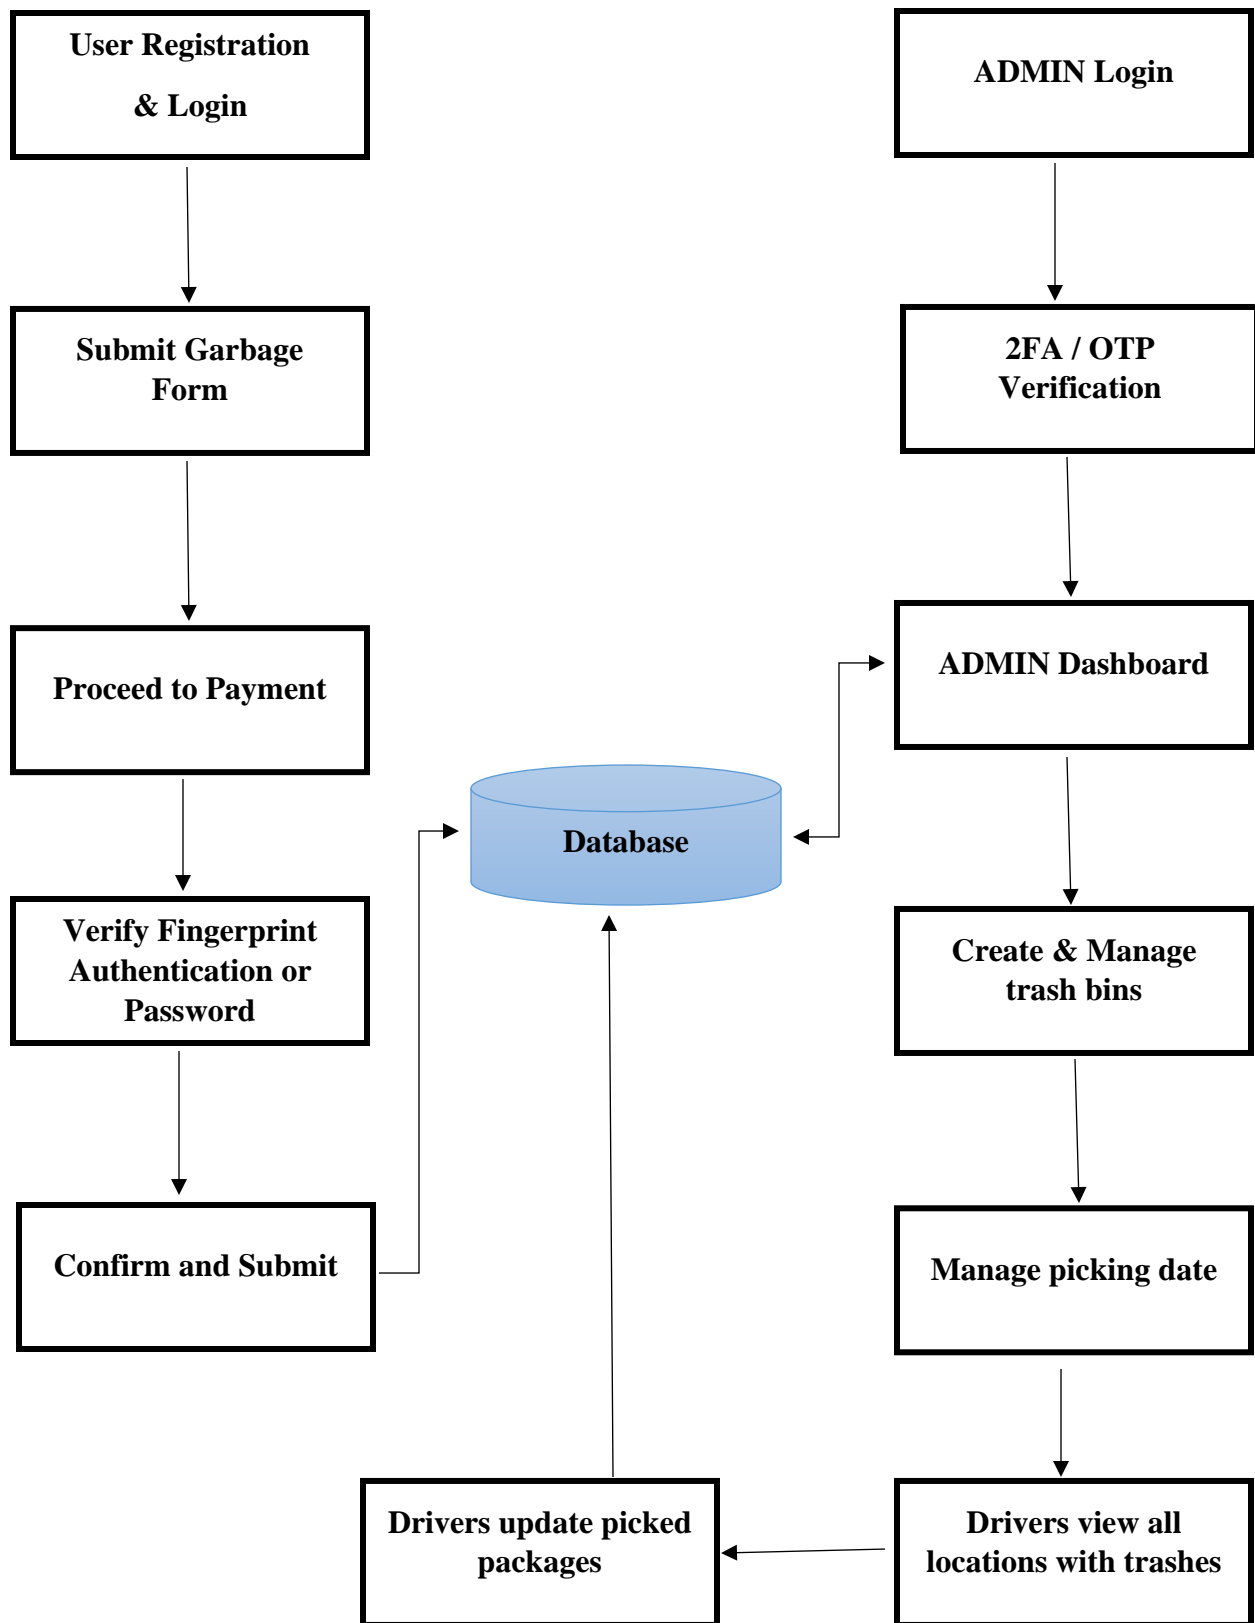 User Registration
& Login
ADMIN Login
Submit Garbage
Form
2FA / OTP
Verification
Proceed to Payment
ADMIN Dashboard
Database
Verify Fingerprint
Authentication or
Password
Create & Manage
trash bins
Confirm and Submit
Manage picking date
Drivers update picked
packages
Drivers view all
locations with trashes